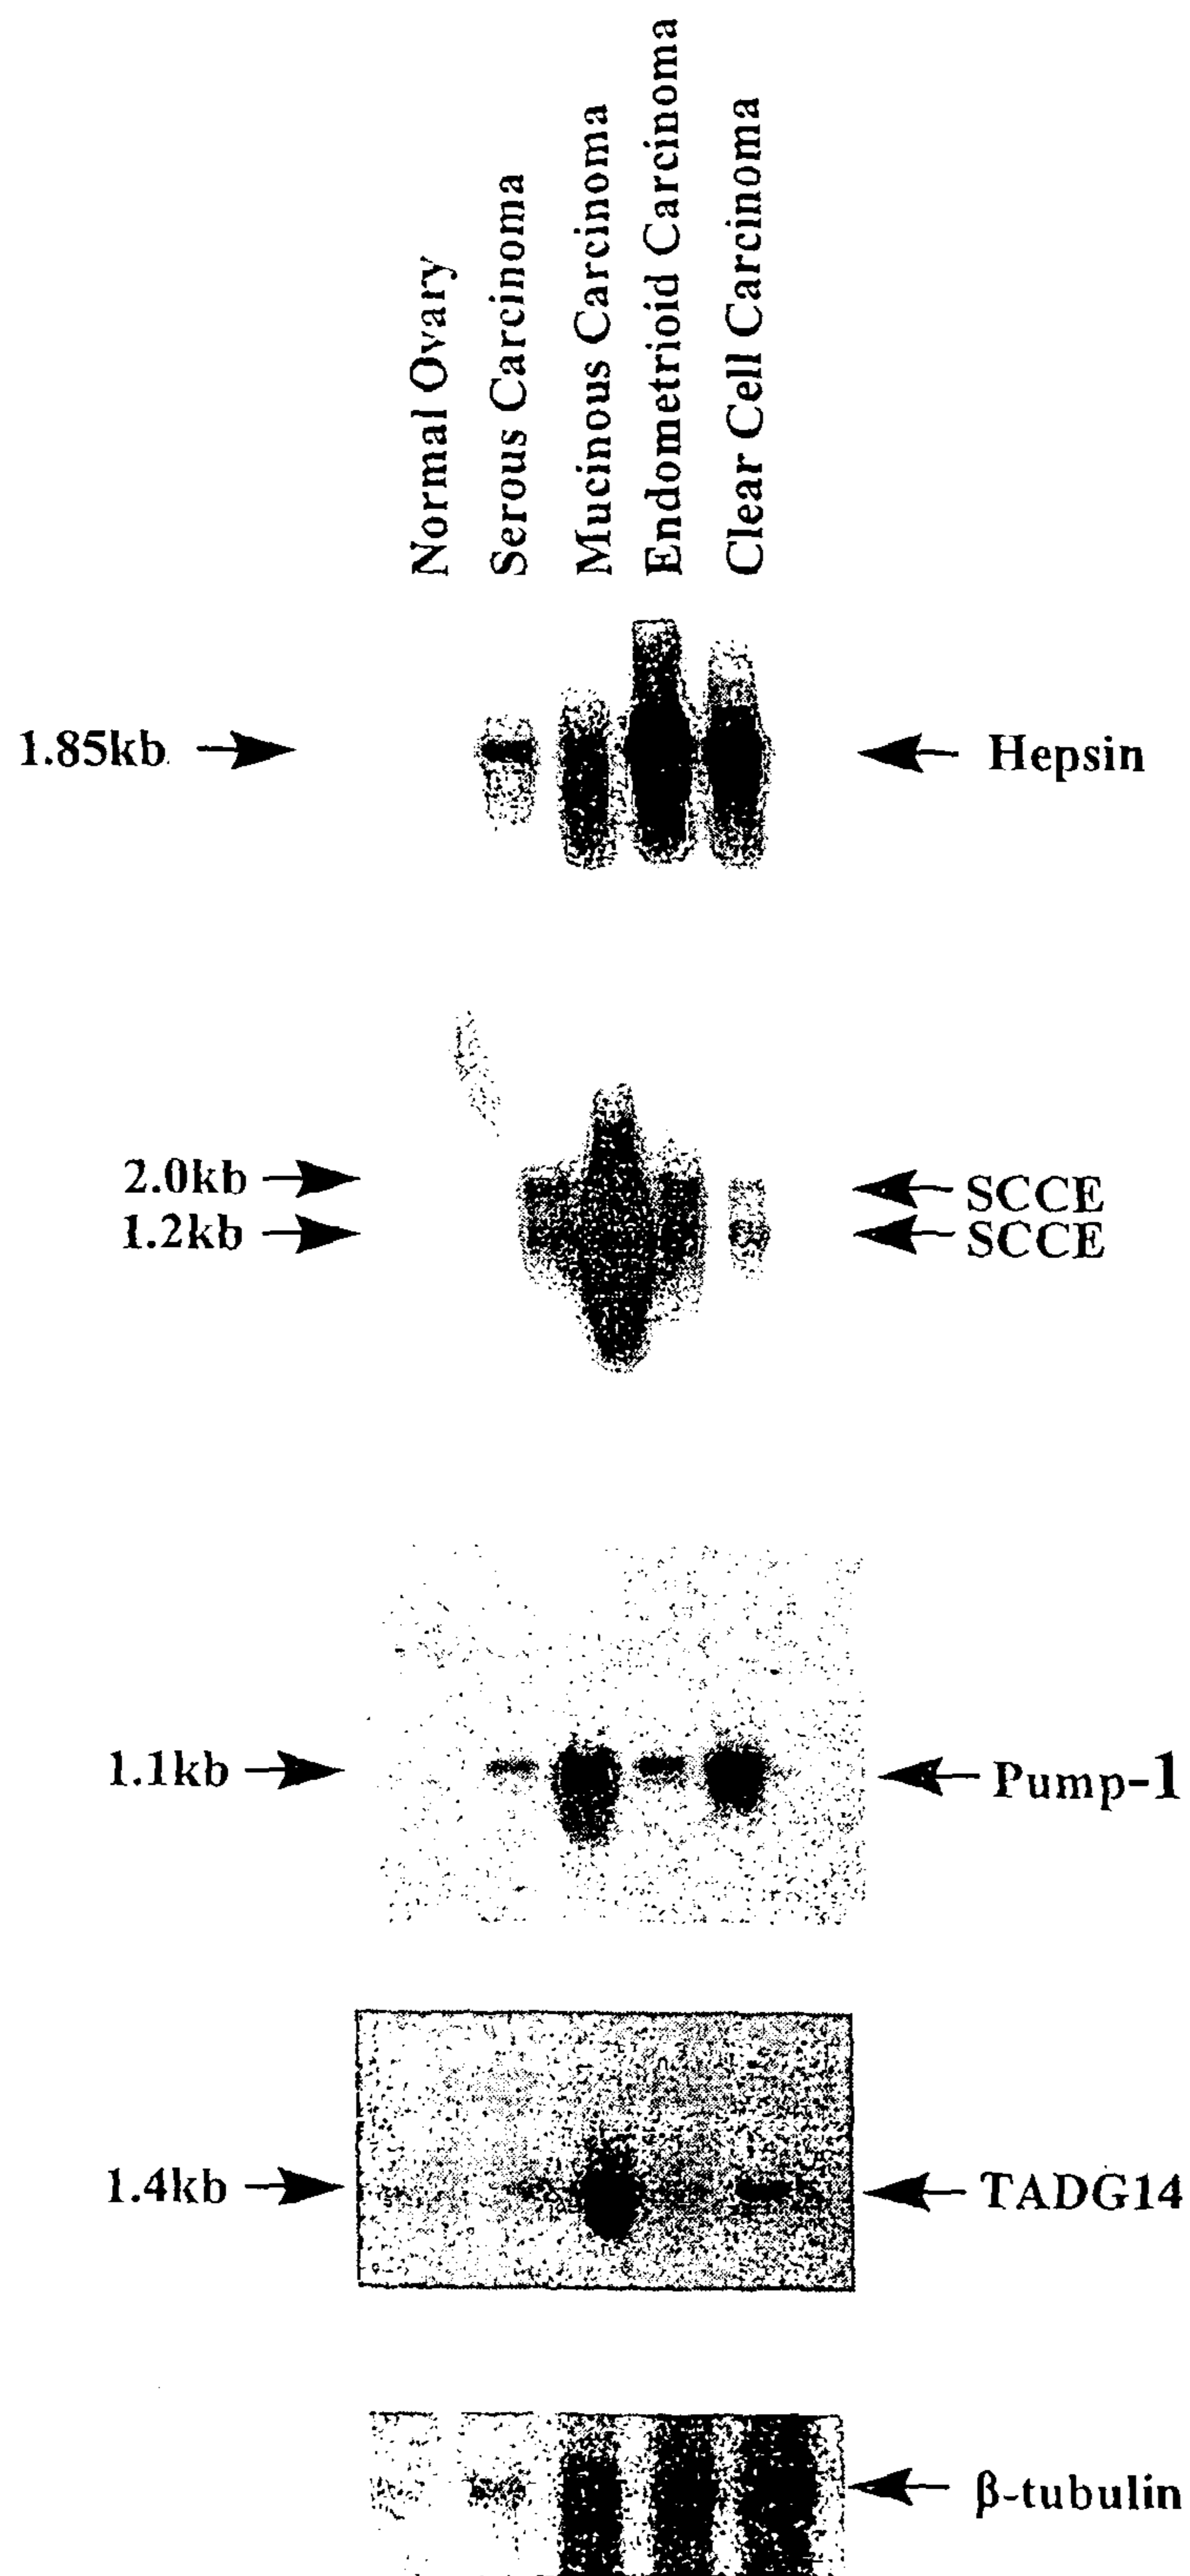 Normal Ovary
Serous Carcinoma
Mucinous Carcinoma
Endometrioid Carcinoma
Clear Cell Carcinoma
1.85kb
Hepsin
2.0kb
SCCE
1.2kb
SCCE
1.1kb
Pump-1
1.4kb
TADG14
β-tubulin